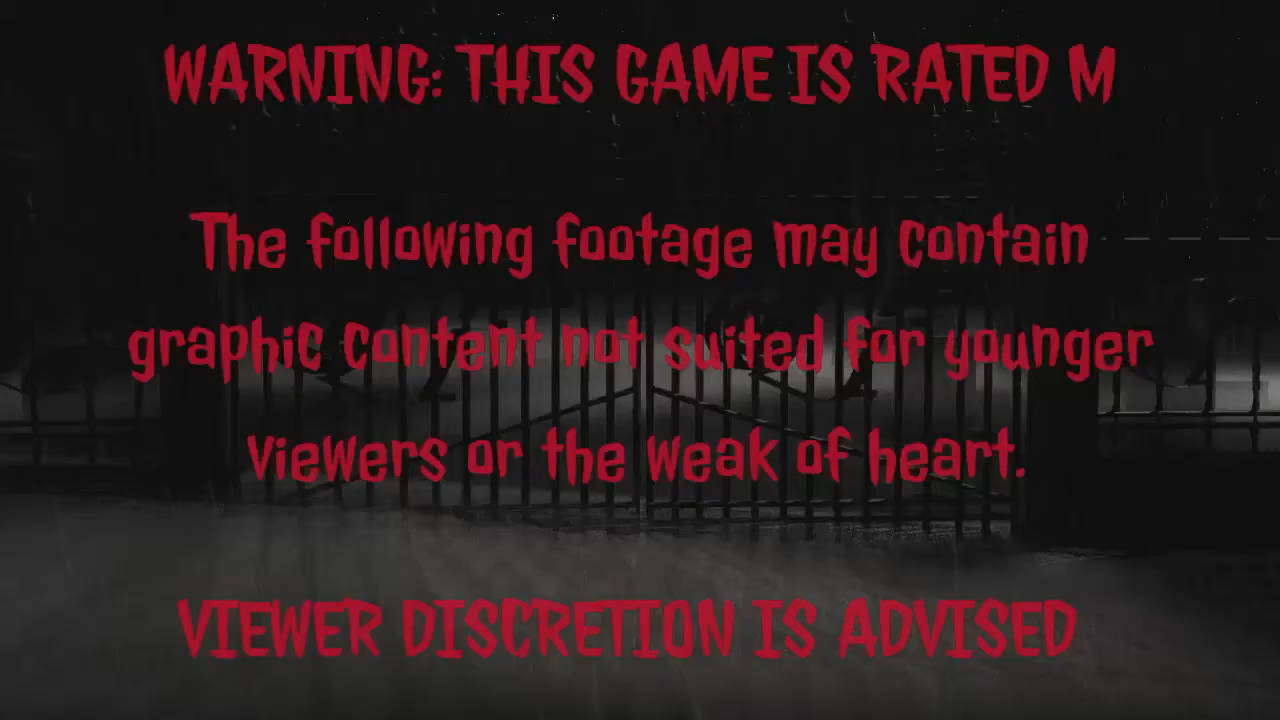 WARNING: THIS GAME IS RATED M
The following footage may contain
graphic content not suited for younger
viewers or the weak of heart.
VIEWER DISCRETION IS ADVISED